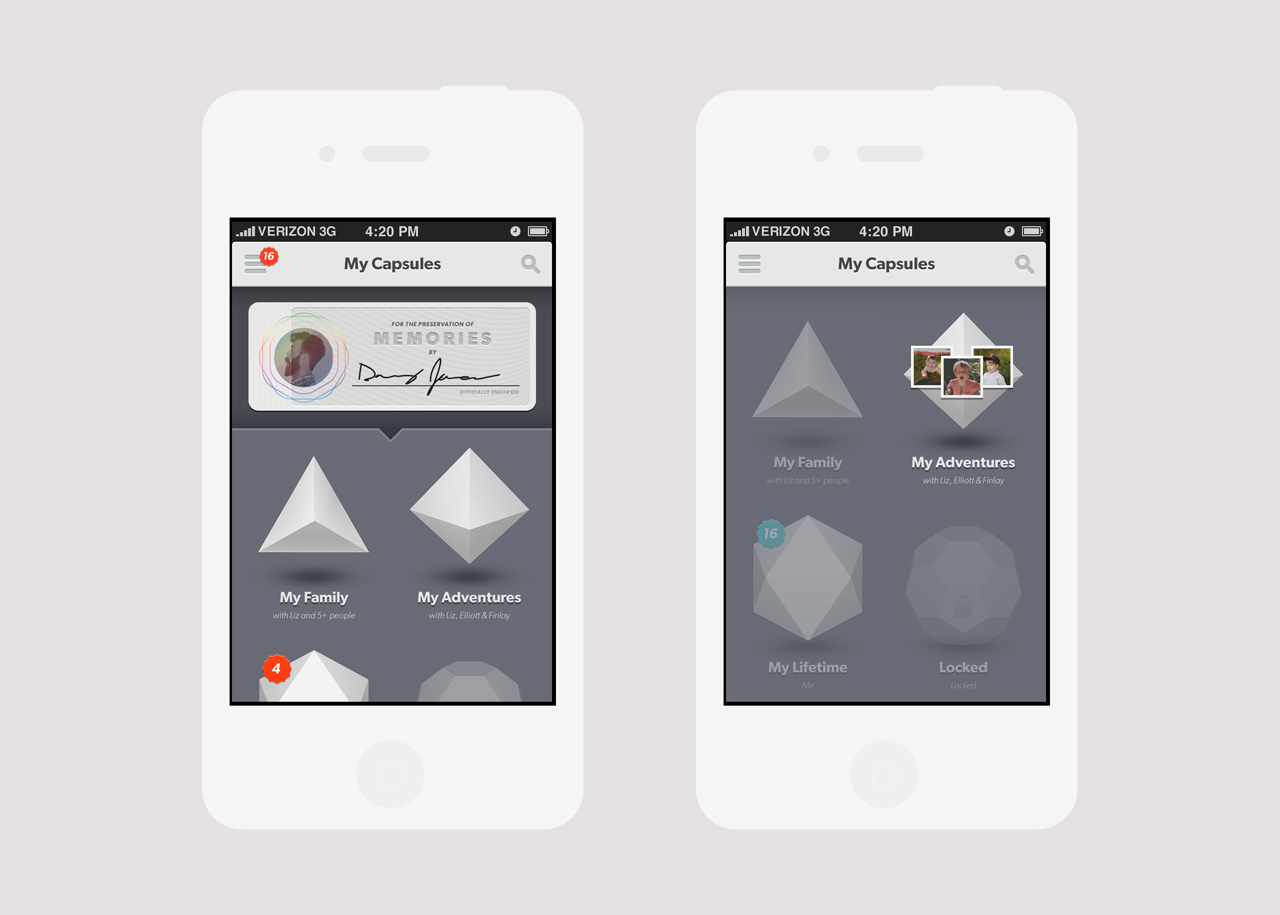 VERIZON 3G 4:20 PM
16
My Capsules
FOR THE PRESERVATION OF
MEMORIES
BY
OFFICIALLY ENDORSED
My Family
with Liz and 5+ people
My Adventures
with Liz, Elliott & Finlay
4
VERIZON 3G 4:20 PM
My Capsules
My Family
with Liz and 5+ people
My Adventures
with Liz, Elliott & Finlay
16
My Lifetime
Me
Locked
Locked